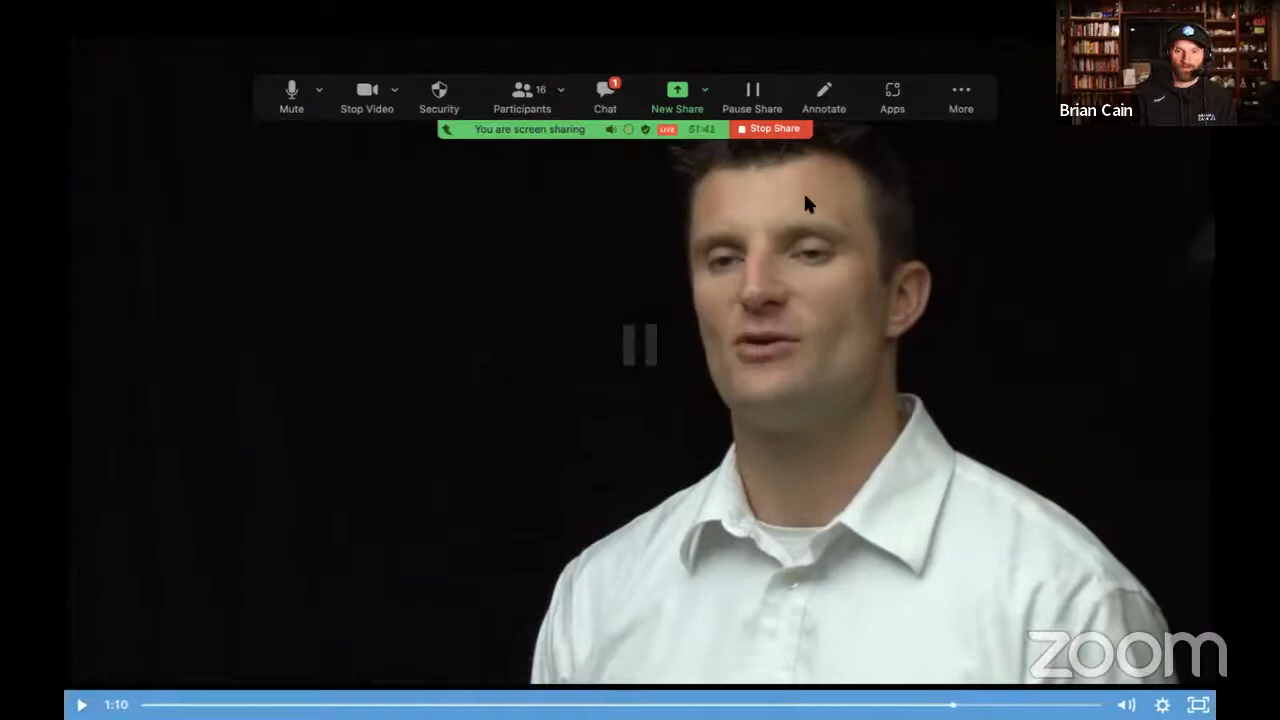 Mute
Stop Video
Security
16
Participants
1
Chat
New Share
Pause Share
Annotate
Apps
More
Brian Cain
You are screen sharing
LIVE
51:42
Stop Share
zoom
1:10